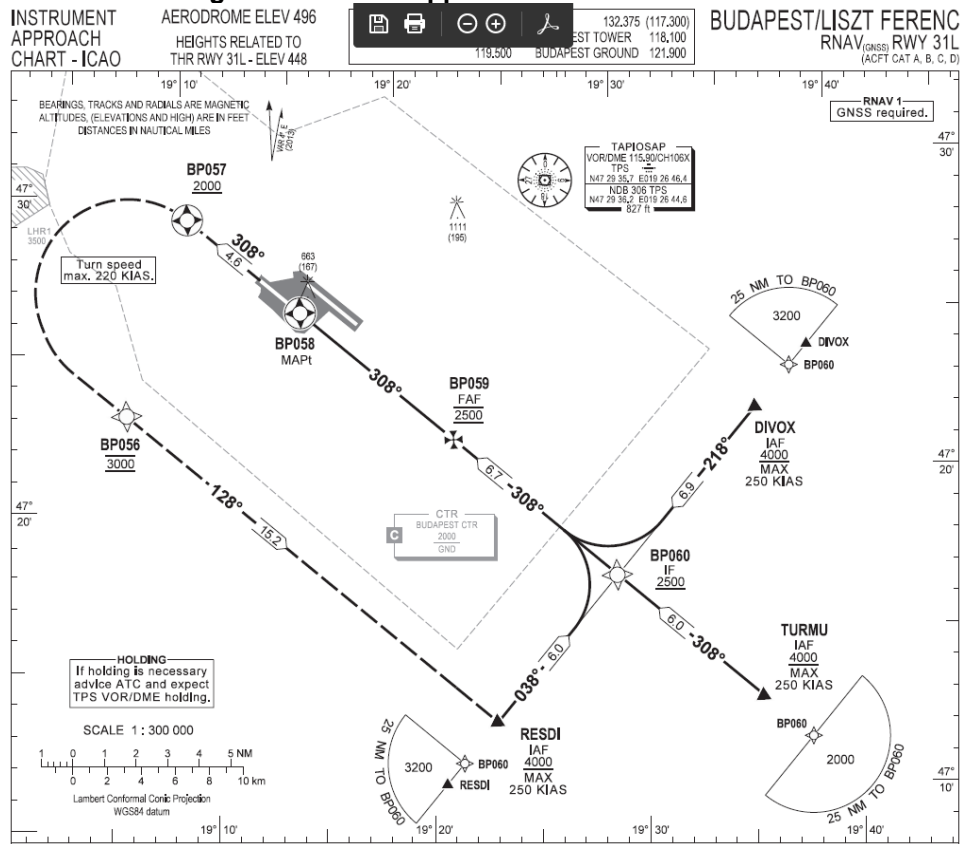 INSTRUMENT
APPROACH
CHART - ICAO
AERODROME ELEV 496
HEIGHTS RELATED TO
THR RWY 31L - ELEV 448
132.375 (117.300)
EST TOWER 118.100
119.500 BUDAPEST GROUND 121.900
BUDAPEST/LISZT FERENC
RNAV(GNSS) RWY 31L
(ACFT CAT A, B, C, D)
19° 10'
19° 20'
19° 30'
19° 40'
BEARINGS, TRACKS AND RADIALS ARE MAGNETIC
ALTITUDES, (ELEVATIONS AND HIGH) ARE IN FEET
DISTANCES IN NAUTICAL MILES
VAR 4° E
(2013)
RNAV 1
GNSS required.
47°
30'
47°
30'
TAPIOSAP
VOR/DME 115.90/CH106X
TPS
N47 29 35,7 E019 26 46,4
NDB 306 TPS
N47 29 36,2 E019 26 44,6
827 ft
BP057
2000
LHR1
3500
Turn speed
max. 220 KIAS.
308°
4.6
663
(167)
1111
(195)
BP058
MAPt
25 NM TO BP060
3200
DIVOX
BP060
308°
BP059
FAF
2500
DIVOX
IAF
4000
MAX
250 KIAS
BP056
3000
218°
6.9
6.7
308°
47°
20'
47°
20'
128°
15.2
CTR
BUDAPEST CTR
2000
GND
C
BP060
IF
2500
6.0
308°
TURMU
IAF
4000
MAX
250 KIAS
038°
6.0
HOLDING
If holding is necessary
advice ATC and expect
TPS VOR/DME holding.
RESDI
IAF
4000
MAX
250 KIAS
25 NM TO BP060
3200
BP060
RESDI
BP060
2000
25 NM TO BP060
SCALE 1 : 300 000
1 0 1 2 3 4 5 NM
0 2 4 6 8 10 km
Lambert Conformal Conic Projection
WGS84 datum
47°
10'
19° 10'
19° 20'
19° 30'
19° 40'